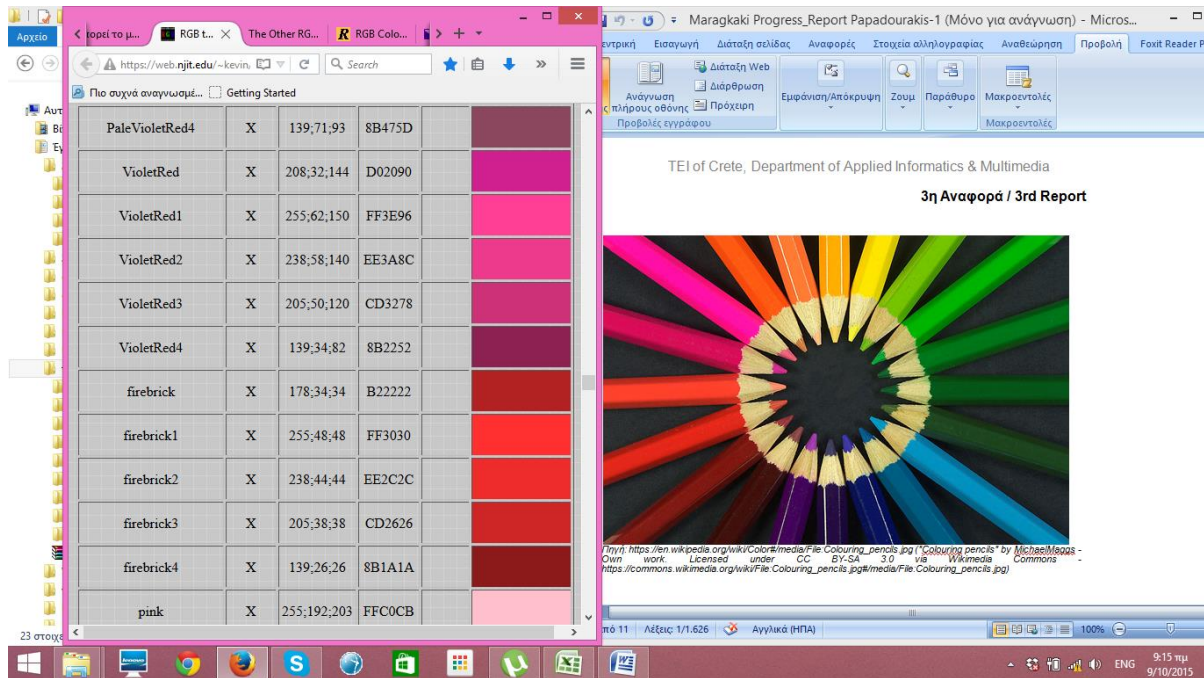 Αρχείο
23 στοιχε
τορεί το μ...
RGB t...
The Other RG...
RGB Colo...
https://web.njit.edu/~kevin,
Search
Πιο συχνά αναγνωσμέ...
Getting Started
PaleVioletRed4 X 139;71;93 8B475D
VioletRed X 208;32;144 D02090
VioletRed1 X 255;62;150 FF3E96
VioletRed2 X 238;58;140 EE3A8C
VioletRed3 X 205;50;120 CD3278
VioletRed4 X 139;34;82 8B2252
firebrick X 178;34;34 B22222
firebrick1 X 255;48;48 FF3030
firebrick2 X 238;44;44 EE2C2C
firebrick3 X 205;38;38 CD2626
firebrick4 X 139;26;26 8B1A1A
pink X 255;192;203 FFC0CB
Maragkaki Progress_Report Papadourakis-1 (Μόνο για ανάγνωση) - Micros...
εντρική Εισαγωγή Διάταξη σελίδας Αναφορές Στοιχεία αλληλογραφίας Αναθεώρηση Προβολή Foxit Reader P
Ανάγνωση
ς πλήρους οθόνης
Διάταξη Web
Διάρθρωση
Πρόχειρη
Εμφάνιση/Απόκρυψη
Ζουμ
Παράθυρο
Μακροεντολές
Προβολές εγγράφου
Μακροεντολές
TEI of Crete, Department of Applied Informatics & Multimedia
3η Αναφορά / 3rd Report
Πηγή: https://en.wikipedia.org/wiki/Color#/media/File:Colouring_pencils.jpg ("Colouring pencils" by MichaelMaggs -
Own work. Licensed under CC BY-SA 3.0 via Wikimedia Commons -
https://commons.wikimedia.org/wiki/File:Colouring_pencils.jpg#/media/File:Colouring_pencils.jpg)
πό 11 Λέξεις: 1/1.626 Αγγλικά (ΗΠΑ) 100%
ENG
9:15 πμ
9/10/2015